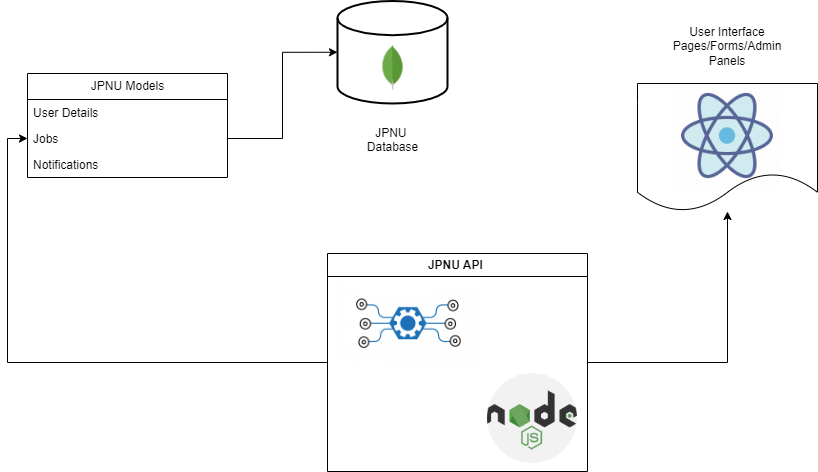 User Interface
Pages/Forms/Admin
Panels
JPNU Models
User Details
Jobs
Notifications
JPNU
Database
JPNU API
node
JS